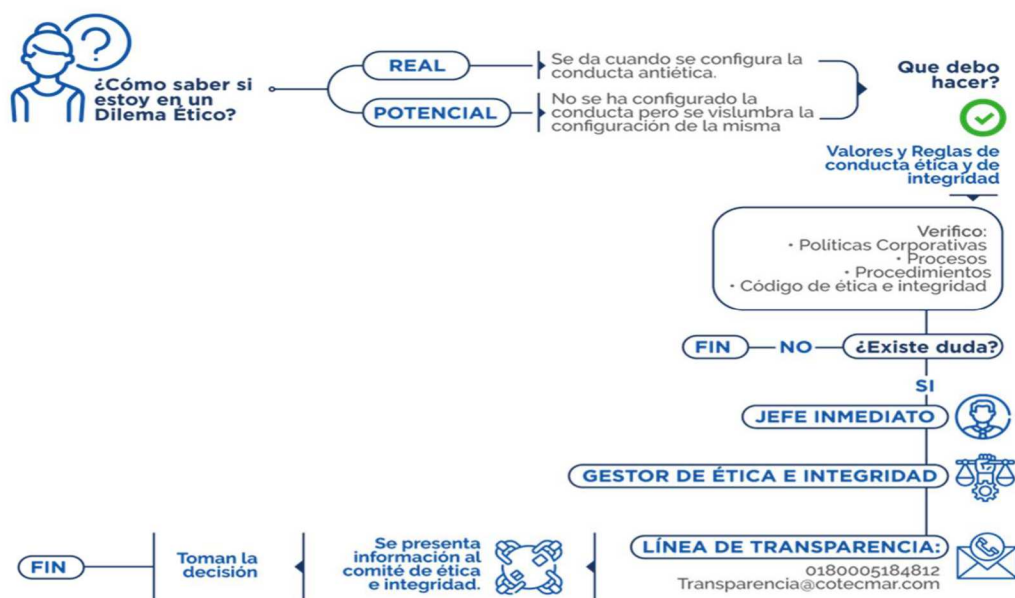 ¿Cómo saber si
estoy en un
Dilema Ético?
REAL
Se da cuando se configura la
conducta antiética.
POTENCIAL
No se ha configurado la
conducta pero se vislumbra la
configuración de la misma
Que debo
hacer?
Valores y Reglas de
conducta ética y de
integridad
Verifico:
• Políticas Corporativas
• Procesos
• Procedimientos
• Código de ética e integridad
¿Existe duda?
NO
FIN
SI
JEFE INMEDIATO
GESTOR DE ÉTICA E INTEGRIDAD
LÍNEA DE TRANSPARENCIA:
0180005184812
Transparencia@cotecmar.com
Se presenta
información al
comité de ética
e integridad.
Toman la
decisión
FIN